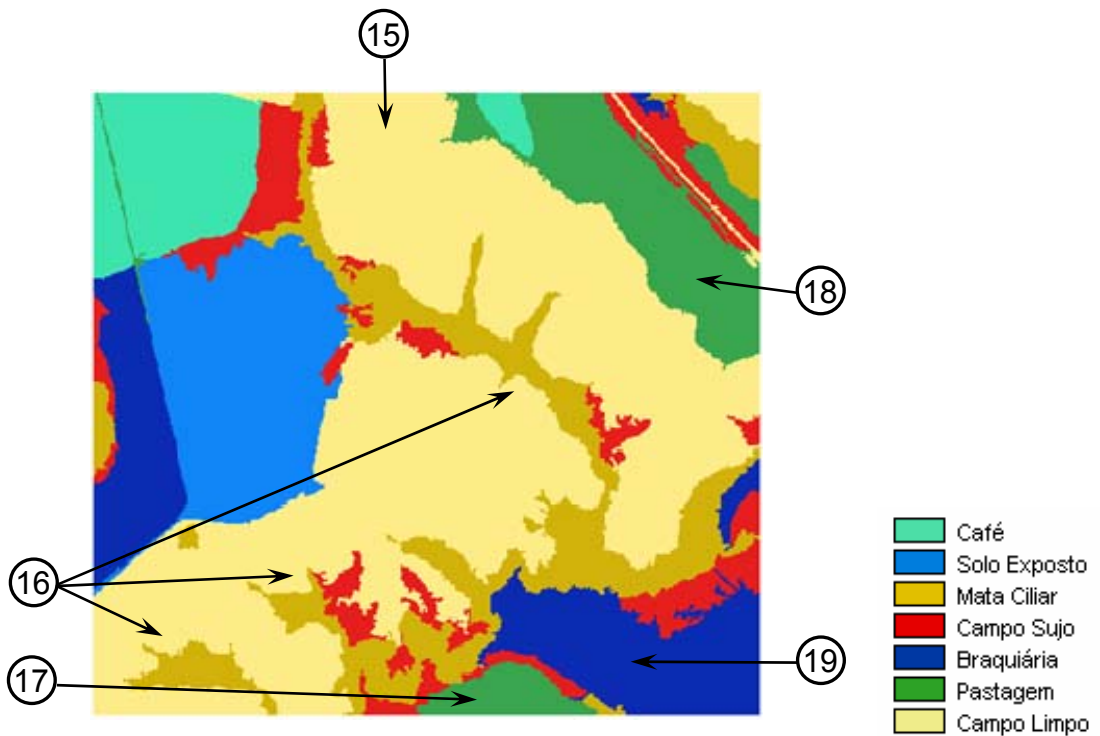 15
18
16
17
19
Café
Solo Exposto
Mata Ciliar
Campo Sujo
Braquiária
Pastagem
Campo Limpo